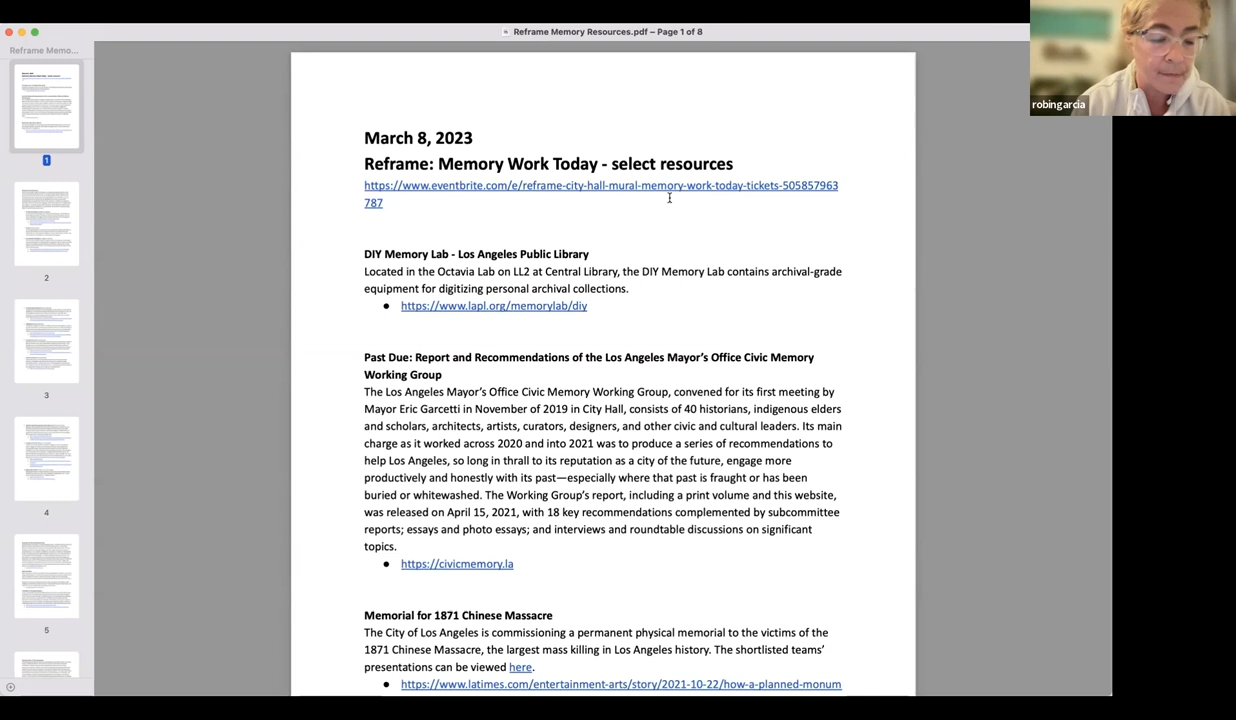 Reframe Memory Resources.pdf – Page 1 of 8
Reframe Memo...
1
2
3
4
5
March 8, 2023
Reframe: Memory Work Today - select resources
https://www.eventbrite.com/e/reframe-city-hall-mural-memory-work-today-tickets-505857963
787
DIY Memory Lab - Los Angeles Public Library
Located in the Octavia Lab on LL2 at Central Library, the DIY Memory Lab contains archival-grade
equipment for digitizing personal archival collections.
● https://www.lapl.org/memorylab/diy
Past Due: Report and Recommendations of the Los Angeles Mayor’s Office Civic Memory
Working Group
The Los Angeles Mayor’s Office Civic Memory Working Group, convened for its first meeting by
Mayor Eric Garcetti in November of 2019 in City Hall, consists of 40 historians, indigenous elders
and scholars, architects, artists, curators, designers, and other civic and cultural leaders. Its main
charge as it worked across 2020 and into 2021 was to produce a series of recommendations to
help Los Angeles, so long in thrall to its reputation as a city of the future, engage more
productively and honestly with its past—especially where that past is fraught or has been
buried or whitewashed. The Working Group’s report, including a print volume and this website,
was released on April 15, 2021, with 18 key recommendations complemented by subcommittee
reports; essays and photo essays; and interviews and roundtable discussions on significant
topics.
● https://civicmemory.la
Memorial for 1871 Chinese Massacre
The City of Los Angeles is commissioning a permanent physical memorial to the victims of the
1871 Chinese Massacre, the largest mass killing in Los Angeles history. The shortlisted teams’
presentations can be viewed here.
● https://www.latimes.com/entertainment-arts/story/2021-10-22/how-a-planned-monum
robingarcia